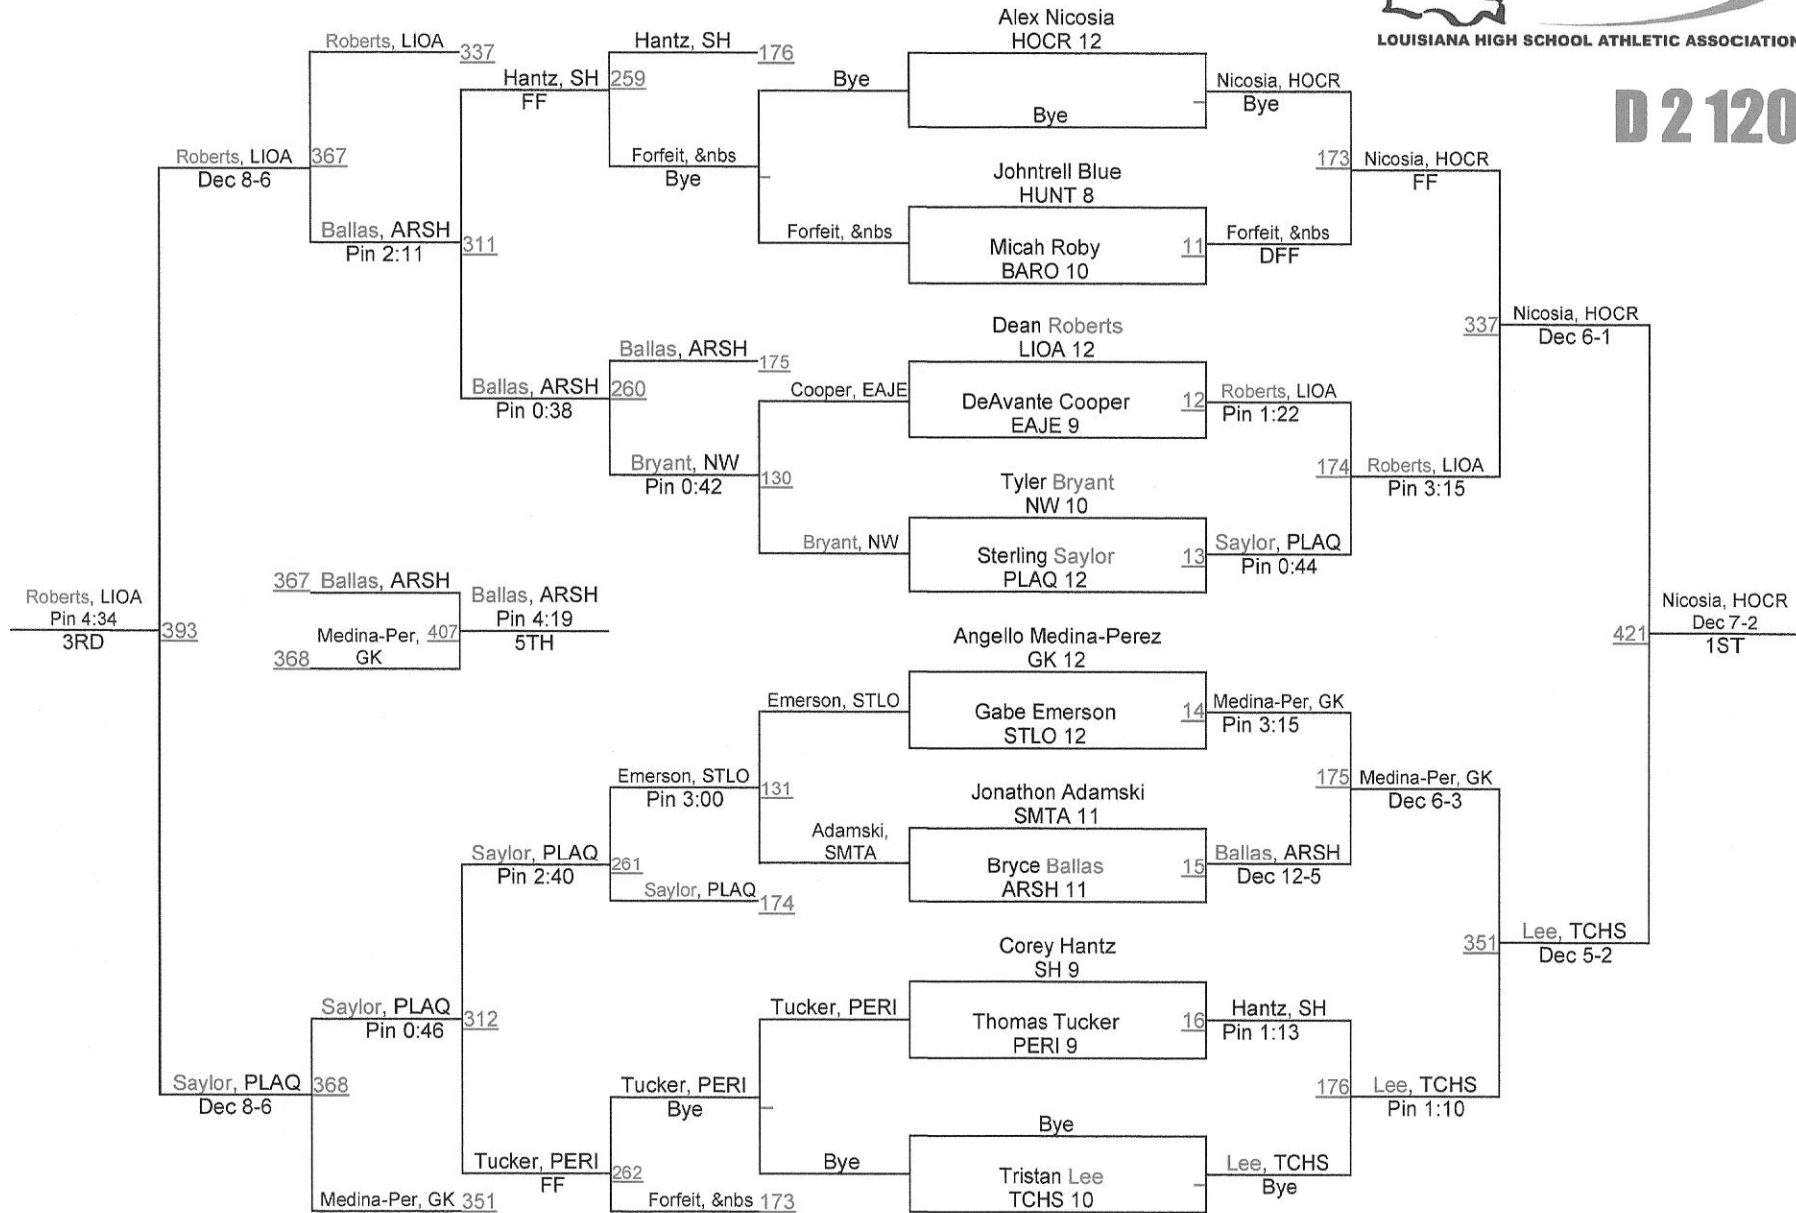 LOUISIANA HIGH SCHOOL ATHLETIC ASSOCIATION
D 2 120
Roberts, LIOA
337
Roberts, LIOA
Dec 8-6
367
Ballas, ARSH
Pin 2:11
311
Hantz, SH
FF
259
Hantz, SH
176
Forfeit, &nbs
Bye
Bye
Forfeit, &nbs
Ballas, ARSH
Pin 0:38
260
Ballas, ARSH
175
Bryant, NW
Pin 0:42
130
Cooper, EAJE
Bryant, NW
Roberts, LIOA
Pin 4:34
3RD
393
367
Ballas, ARSH
368
Medina-Per,
GK
407
Ballas, ARSH
Pin 4:19
5TH
Saylor, PLAQ
Dec 8-6
368
Saylor, PLAQ
Pin 0:46
312
Medina-Per, GK
351
Saylor, PLAQ
Pin 2:40
261
Emerson, STLO
Pin 3:00
131
Saylor, PLAQ
174
Emerson, STLO
Adamski,
SMTA
Tucker, PERI
FF
262
Tucker, PERI
Bye
Forfeit, &nbs
173
Tucker, PERI
Bye
Alex Nicosia
HOCR 12
Bye
Johntrell Blue
HUNT 8
Micah Roby
BARO 10
11
Dean Roberts
LIOA 12
DeAvante Cooper
EAJE 9
12
Tyler Bryant
NW 10
Sterling Saylor
PLAQ 12
13
Angello Medina-Perez
GK 12
Gabe Emerson
STLO 12
14
Jonathon Adamski
SMTA 11
Bryce Ballas
ARSH 11
15
Corey Hantz
SH 9
Thomas Tucker
PERI 9
16
Bye
Tristan Lee
TCHS 10
Nicosia, HOCR
Bye
Forfeit, &nbs
DFF
173
Nicosia, HOCR
FF
Roberts, LIOA
Pin 1:22
Saylor, PLAQ
Pin 0:44
174
Roberts, LIOA
Pin 3:15
337
Nicosia, HOCR
Dec 6-1
Medina-Per, GK
Pin 3:15
Ballas, ARSH
Dec 12-5
175
Medina-Per, GK
Dec 6-3
Hantz, SH
Pin 1:13
Lee, TCHS
Bye
176
Lee, TCHS
Pin 1:10
351
Lee, TCHS
Dec 5-2
421
Nicosia, HOCR
Dec 7-2
1ST